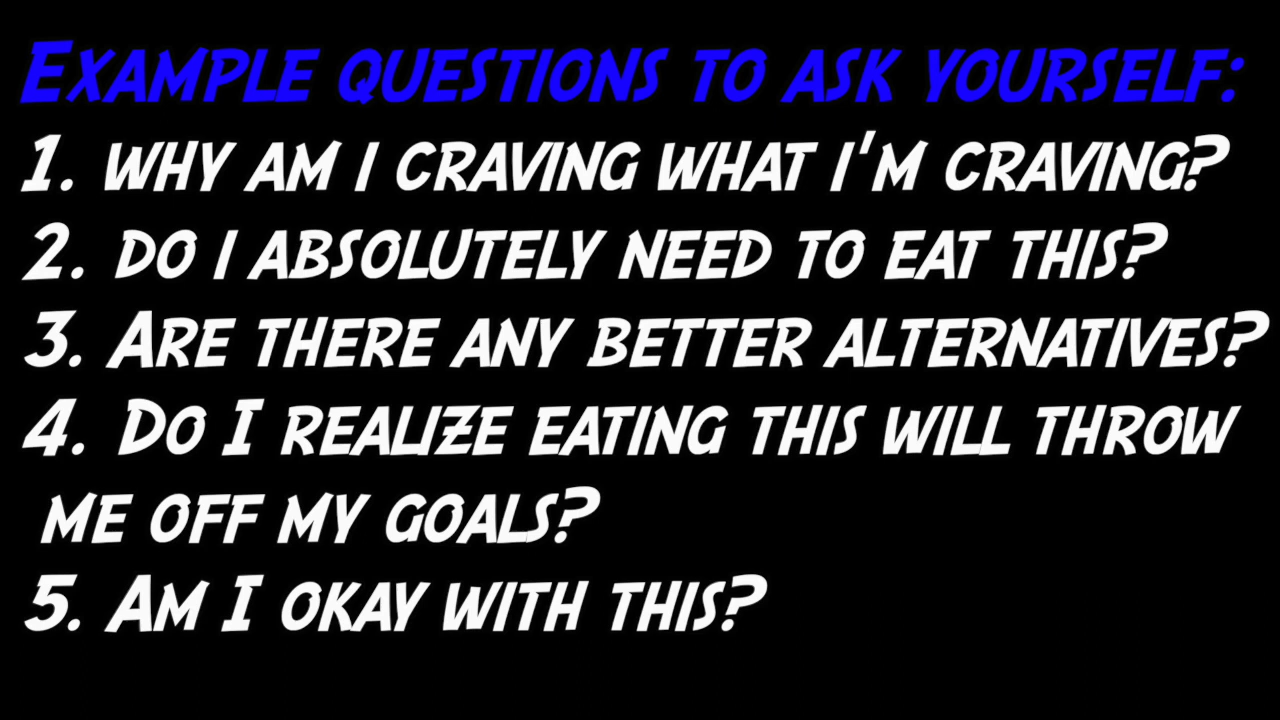 Example questions to ask yourself:
1. why am I craving what I'm craving?
2. do I absolutely need to eat this?
3. Are there any better alternatives?
4. Do I realize eating this will throw
me off my goals?
5. Am I okay with this?